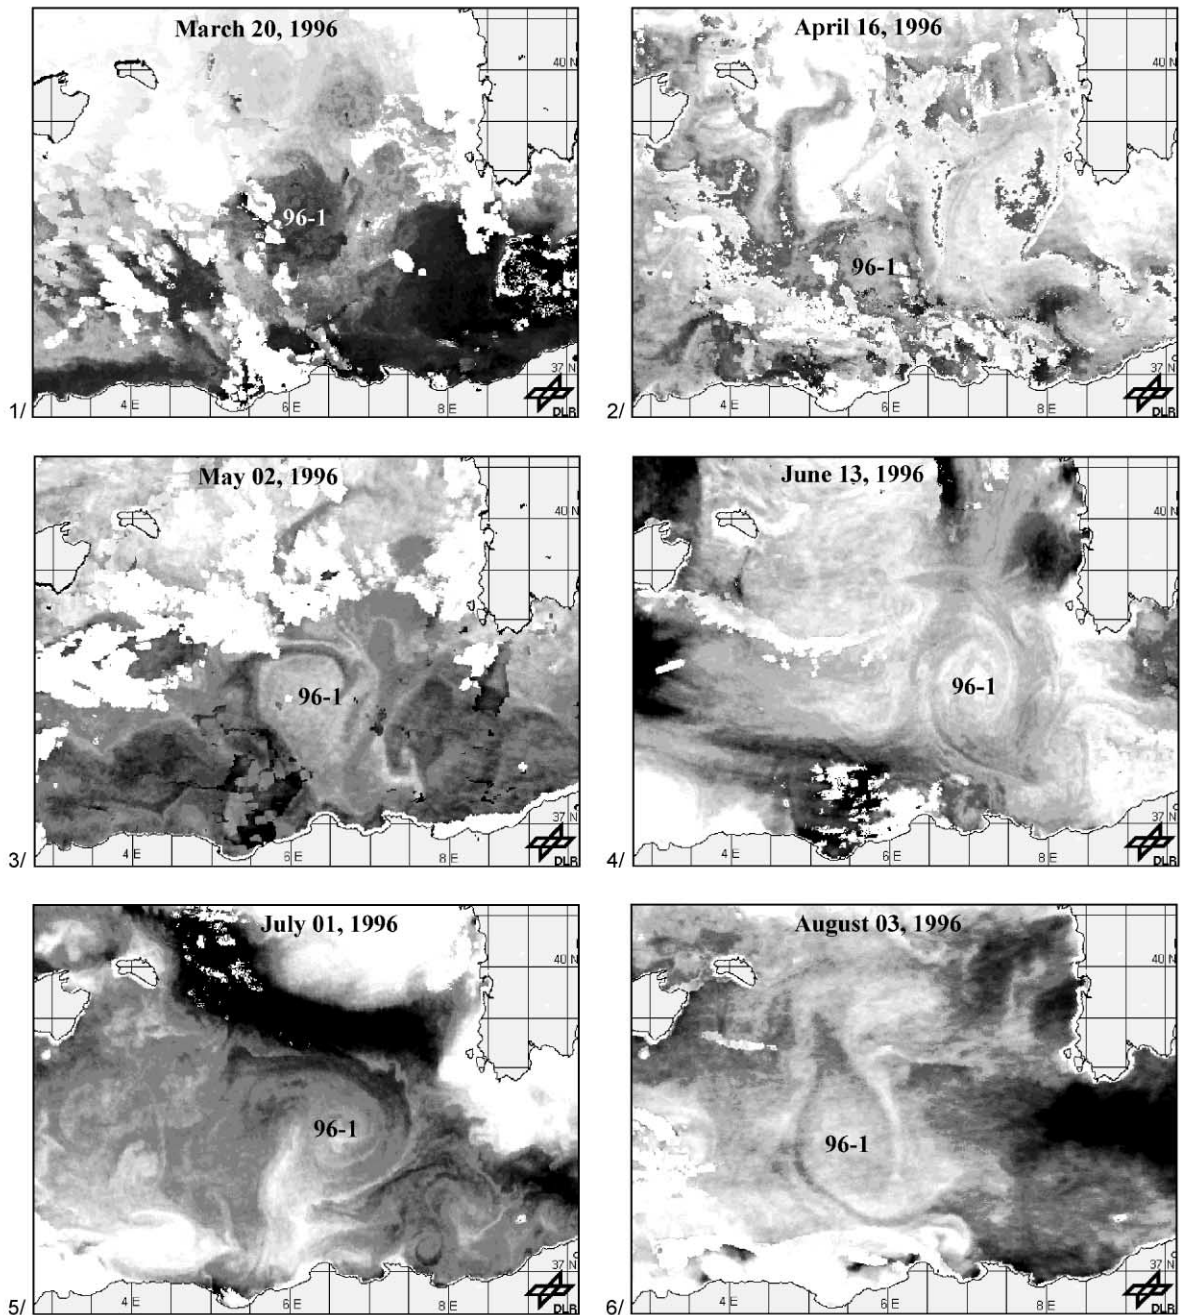 March 20, 1996
40 N
96-1
37 N
4 E
6 E
8 E
DLR
1/
April 16, 1996
40 N
96-1
37 N
4 E
6 E
8 E
DLR
2/
May 02, 1996
40 N
96-1
37 N
4 E
6 E
8 E
DLR
3/
June 13, 1996
40 N
96-1
37 N
4 E
6 E
8 E
DLR
4/
July 01, 1996
40 N
96-1
37 N
4 E
6 E
8 E
DLR
5/
August 03, 1996
40 N
96-1
37 N
4 E
6 E
8 E
DLR
6/